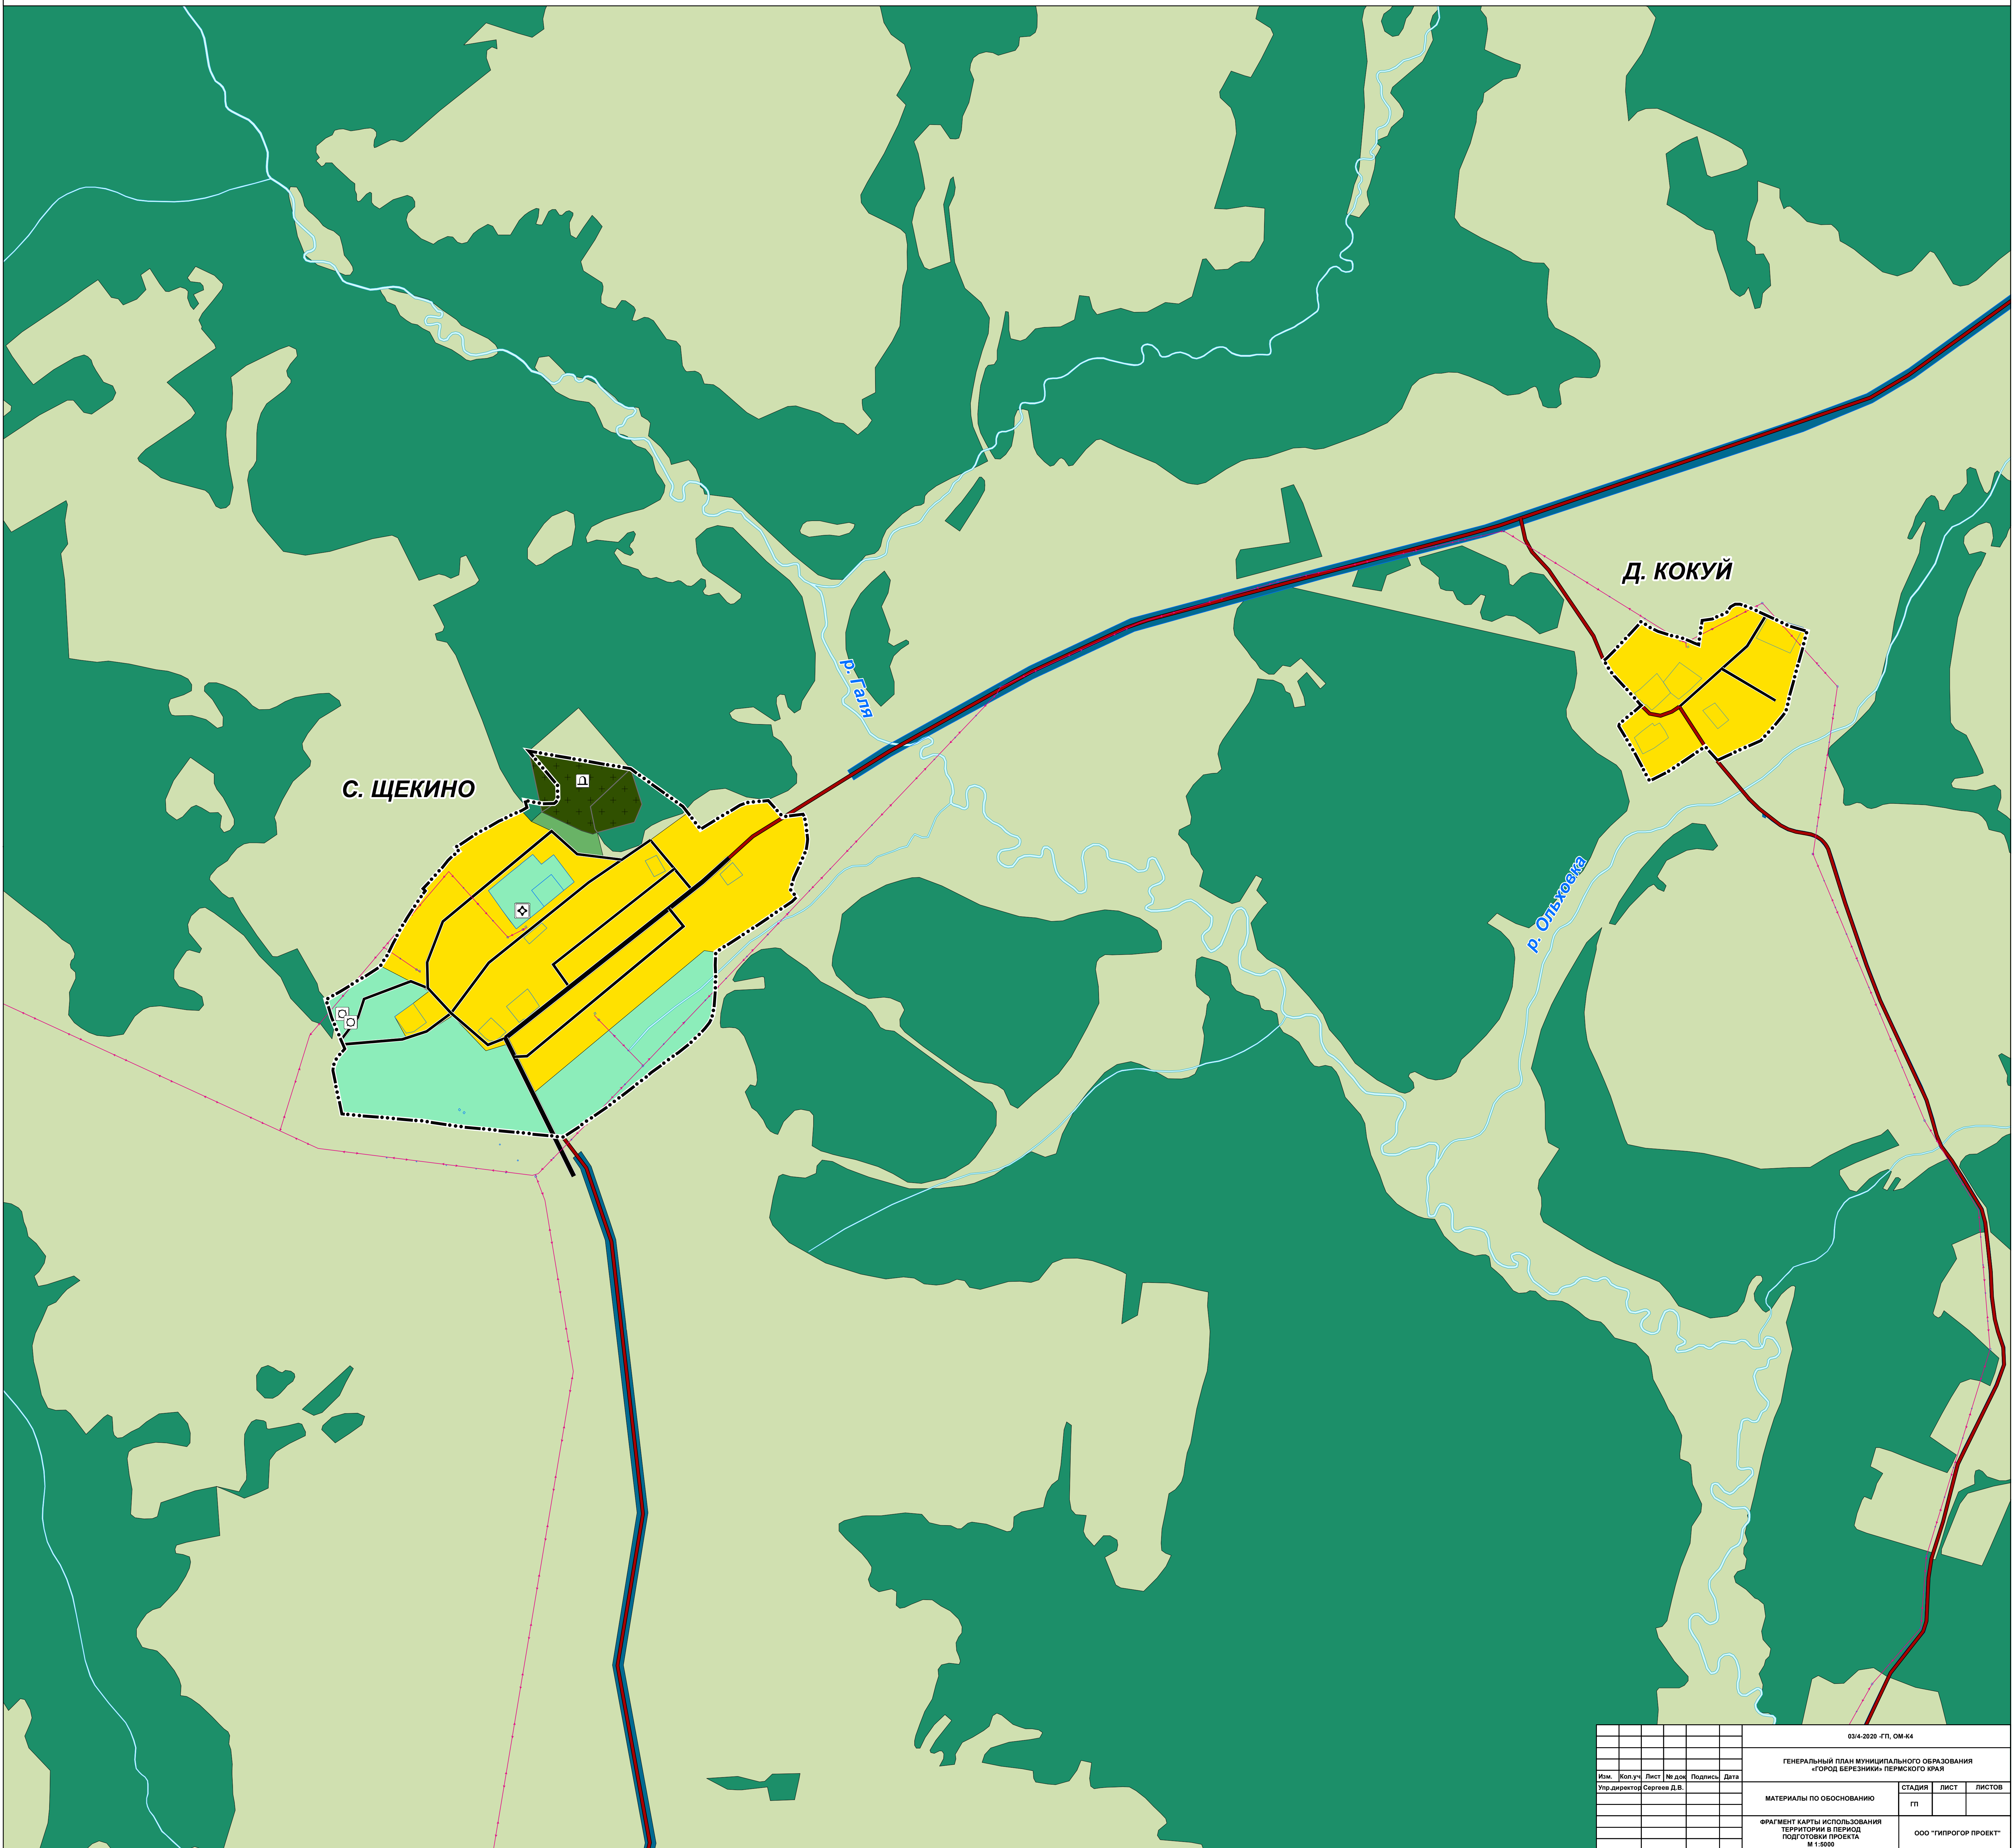 Д. КОКУЙ
р. Галя
С. ЩЕКИНО
р. Ольховка
03/4-2020 -ГП, ОМ-К4
ГЕНЕРАЛЬНЫЙ ПЛАН МУНИЦИПАЛЬНОГО ОБРАЗОВАНИЯ
«ГОРОД БЕРЕЗНИКИ» ПЕРМСКОГО КРАЯ
Изм. Кол.уч Лист № док Подпись Дата
Упр.директор Сергеев Д.В.
МАТЕРИАЛЫ ПО ОБОСНОВАНИЮ
СТАДИЯ ЛИСТ ЛИСТОВ
ГП
ФРАГМЕНТ КАРТЫ ИСПОЛЬЗОВАНИЯ
ТЕРРИТОРИИ В ПЕРИОД
ПОДГОТОВКИ ПРОЕКТА
М 1:5000
ООО "ГИПРОГОР ПРОЕКТ"